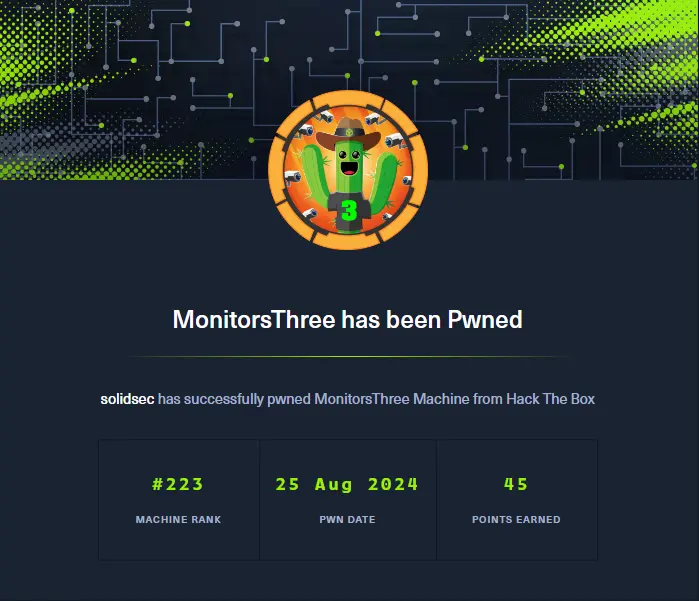 3
MonitorsThree has been Pwned
solidsec has successfully pwned MonitorsThree Machine from Hack The Box
#223 25 Aug 2024 45
MACHINE RANK PWN DATE POINTS EARNED